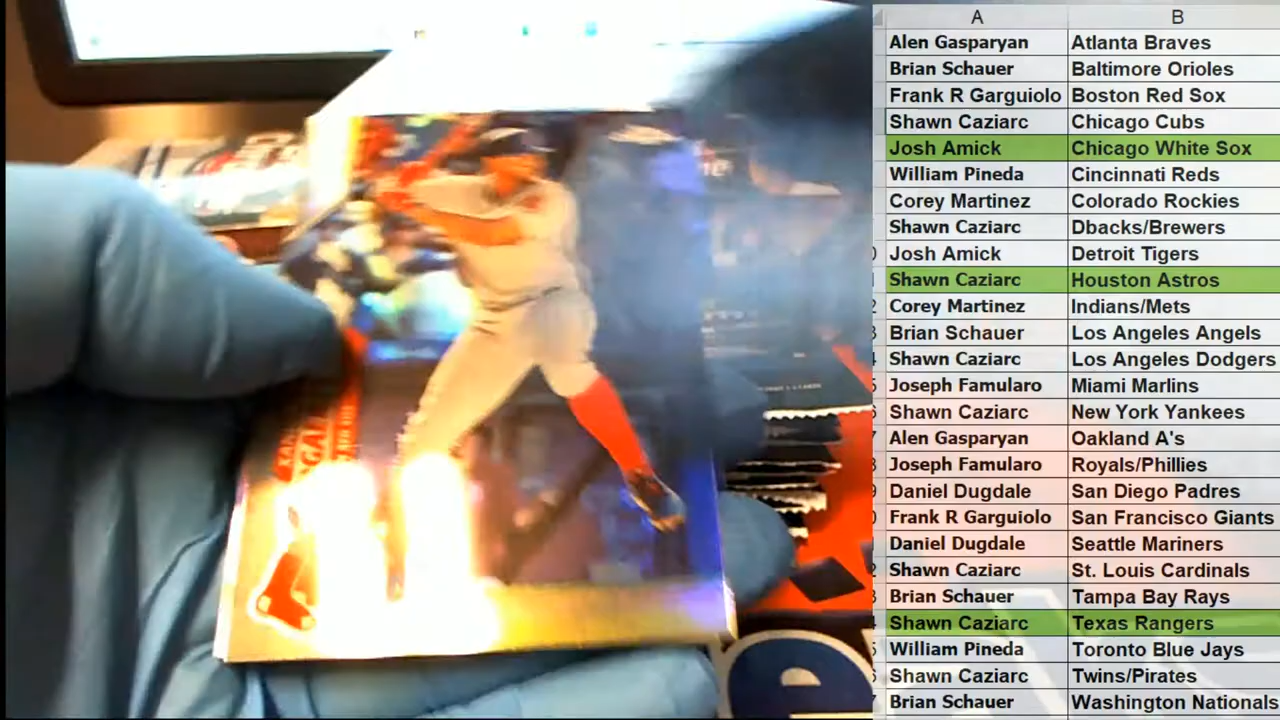 A B
Alen Gasparyan Atlanta Braves
Brian Schauer Baltimore Orioles
Frank R Garguiolo Boston Red Sox
Shawn Caziarc Chicago Cubs
Josh Amick Chicago White Sox
William Pineda Cincinnati Reds
Corey Martinez Colorado Rockies
Shawn Caziarc Dbacks/Brewers
Josh Amick Detroit Tigers
Shawn Caziarc Houston Astros
Corey Martinez Indians/Mets
Brian Schauer Los Angeles Angels
Shawn Caziarc Los Angeles Dodgers
Joseph Famularo Miami Marlins
Shawn Caziarc New York Yankees
Alen Gasparyan Oakland A's
Joseph Famularo Royals/Phillies
Daniel Dugdale San Diego Padres
Frank R Garguiolo San Francisco Giants
Daniel Dugdale Seattle Mariners
Shawn Caziarc St. Louis Cardinals
Brian Schauer Tampa Bay Rays
Shawn Caziarc Texas Rangers
William Pineda Toronto Blue Jays
Shawn Caziarc Twins/Pirates
Brian Schauer Washington Nationals